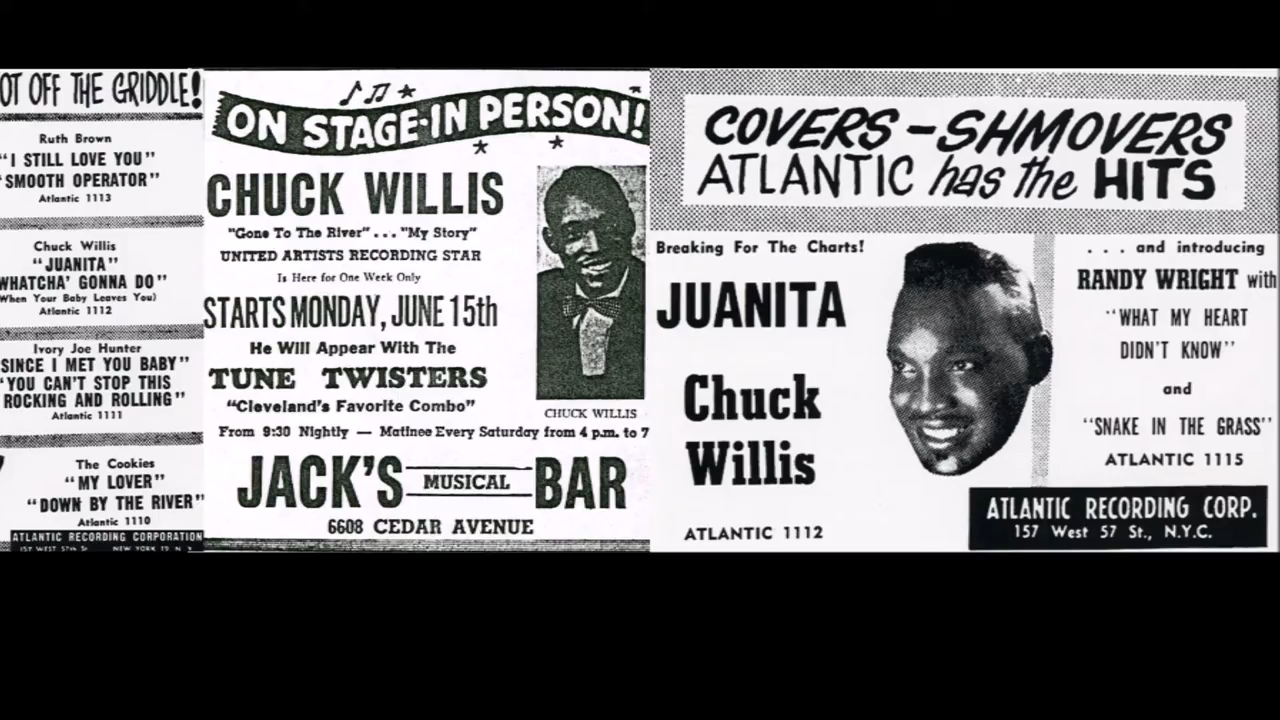 OT OFF THE GRIDDLE!
Ruth Brown
"I STILL LOVE YOU"
"SMOOTH OPERATOR"
Atlantic 1113
Chuck Willis
"JUANITA"
WHATCHA' GONNA DO"
When Your Baby Leaves You)
Atlantic 1112
Ivory Joe Hunter
SINCE I MET YOU BABY"
"YOU CAN'T STOP THIS
ROCKING AND ROLLING"
Atlantic 1111
The Cookies
"MY LOVER"
"DOWN BY THE RIVER"
Atlantic 1110
ATLANTIC RECORDING CORPORATION
157 WEST 57th St NEW YORK 19 N Y
ON STAGE-IN PERSON!
CHUCK WILLIS
"Gone To The River" . . . "My Story"
UNITED ARTISTS RECORDING STAR
Is Here for One Week Only
STARTS MONDAY, JUNE 15th
He Will Appear With The
TUNE TWISTERS
"Cleveland's Favorite Combo"
CHUCK WILLIS
From 9:30 Nightly — Matinee Every Saturday from 4 p.m. to 7
JACK'S MUSICAL BAR
6608 CEDAR AVENUE
COVERS - SHMOVERS
ATLANTIC has the HITS
Breaking For The Charts!
JUANITA
Chuck
Willis
ATLANTIC 1112
. . . and introducing
RANDY WRIGHT with
"WHAT MY HEART
DIDN'T KNOW"
and
"SNAKE IN THE GRASS"
ATLANTIC 1115
ATLANTIC RECORDING CORP.
157 West 57 St., N.Y.C.